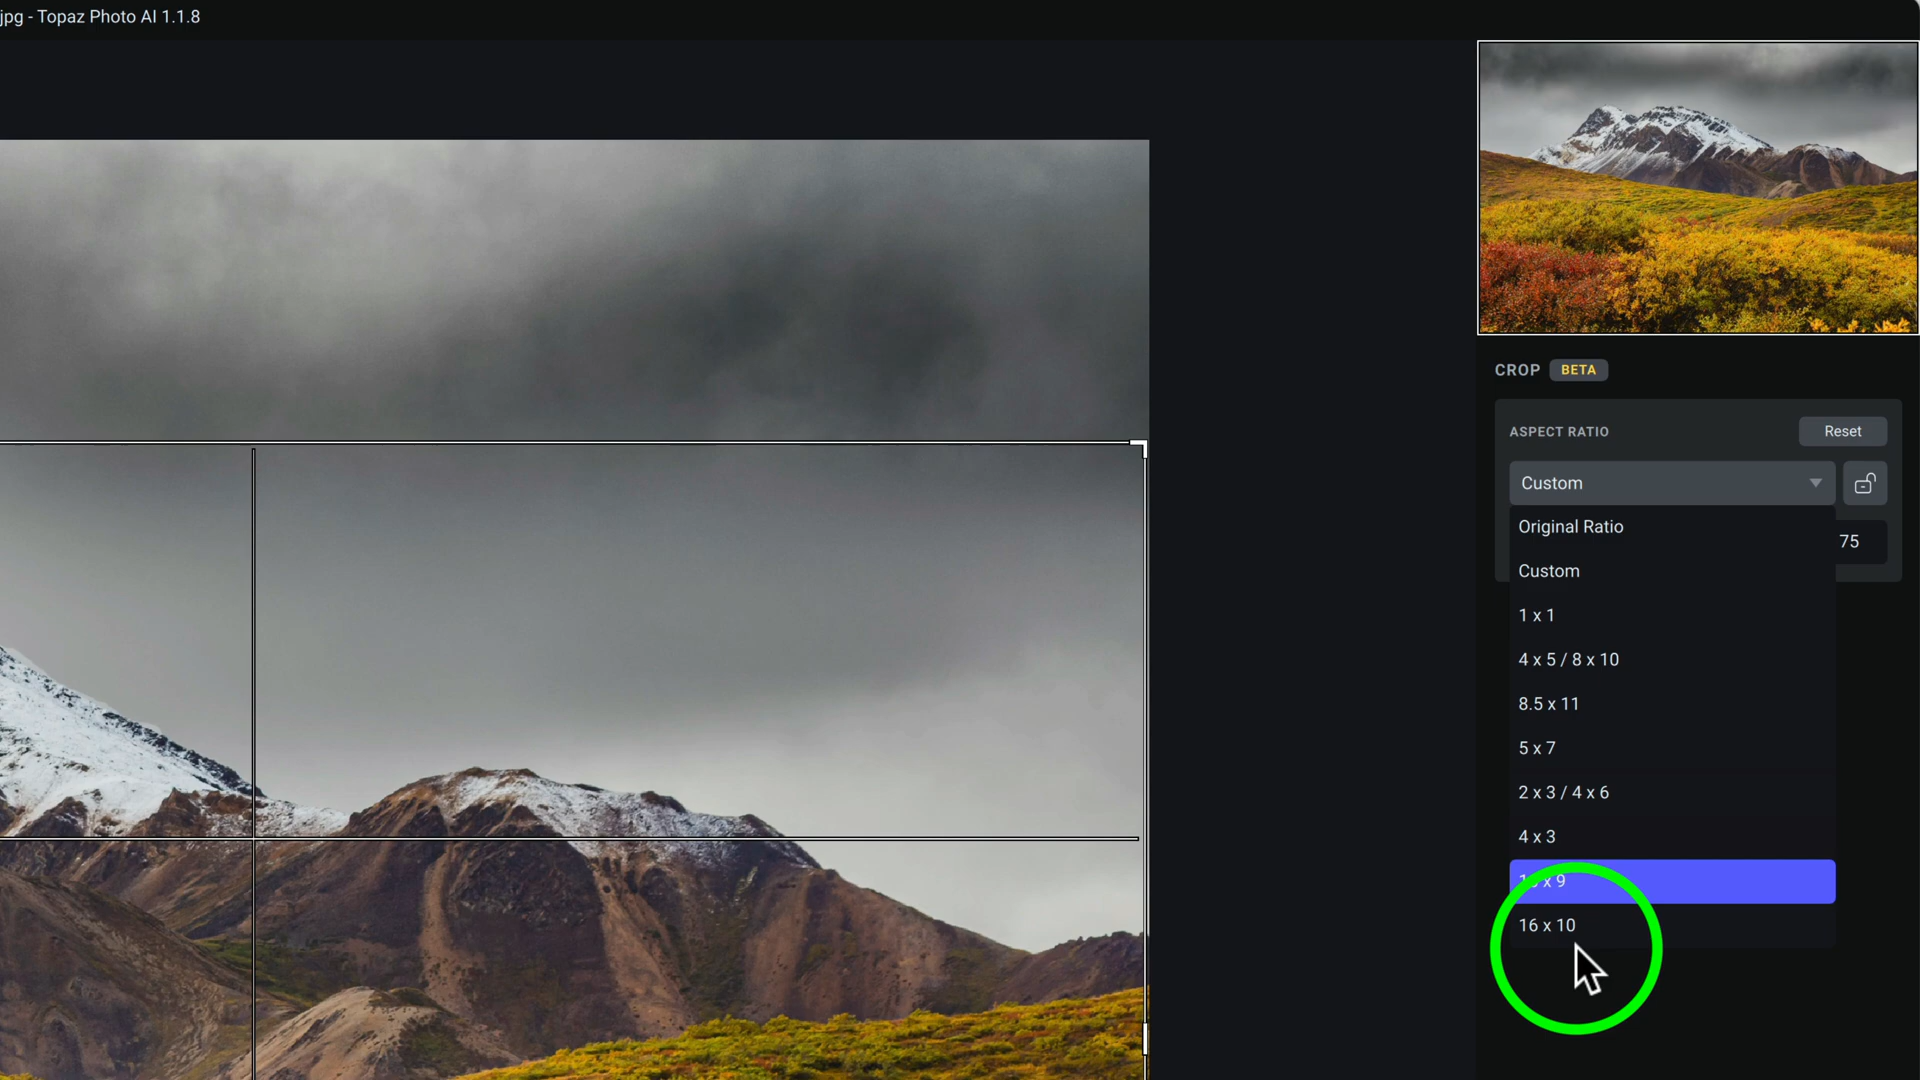 jpg - Topaz Photo AI 1.1.8
CROP BETA
ASPECT RATIO
Reset
Custom
Original Ratio
75
Custom
1 x 1
4 x 5 / 8 x 10
8.5 x 11
5 x 7
2 x 3 / 4 x 6
4 x 3
16 x 9
16 x 10